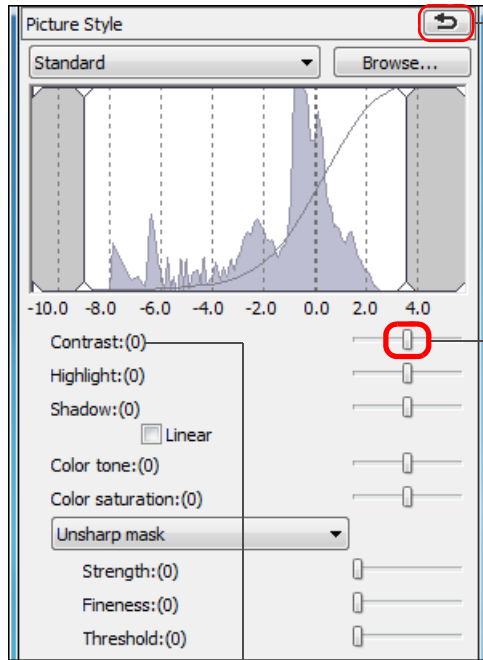 Picture Style
Standard Browse...
-10.0 -8.0 -6.0 -4.0 -2.0 0.0 2.0 4.0
Contrast:(0)
Highlight:(0)
Shadow:(0)
Linear
Color tone:(0)
Color saturation:(0)
Unsharp mask
Strength:(0)
Fineness:(0)
Threshold:(0)